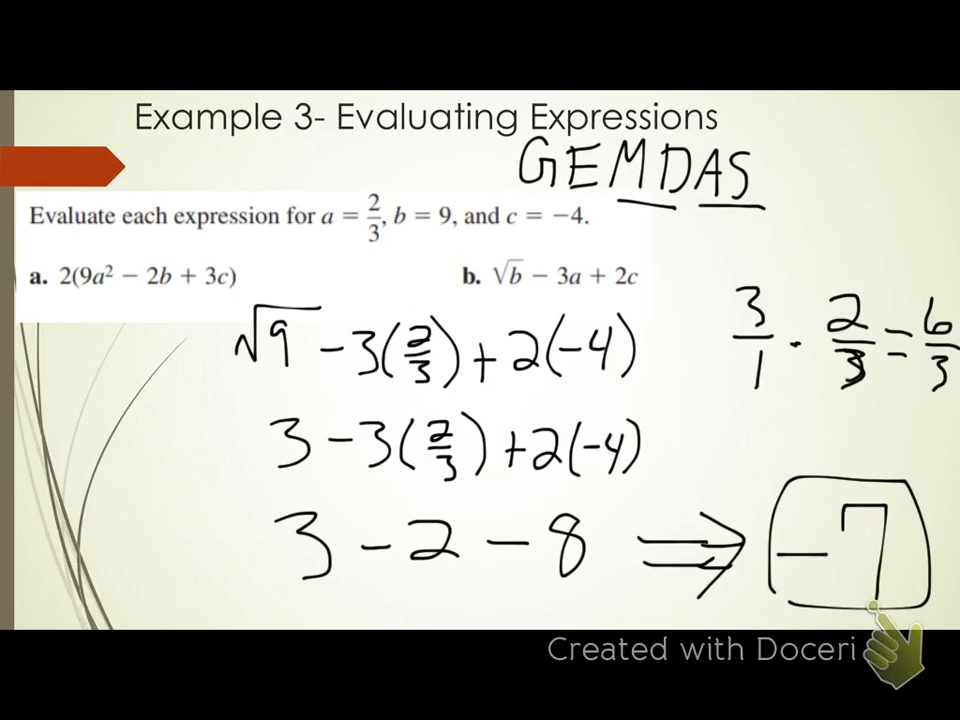 Example 3- Evaluating Expressions
GEMDAS
Evaluate each expression for a = 2/3, b = 9, and c = −4.
a. 2(9a² − 2b + 3c)
b. √b − 3a + 2c
√9 − 3(2/3) + 2(−4)
3/1 · 2/3 = 6/3
3 − 3(2/3) + 2(−4)
3 − 2 − 8 ⇒ −7
Created with Doceri